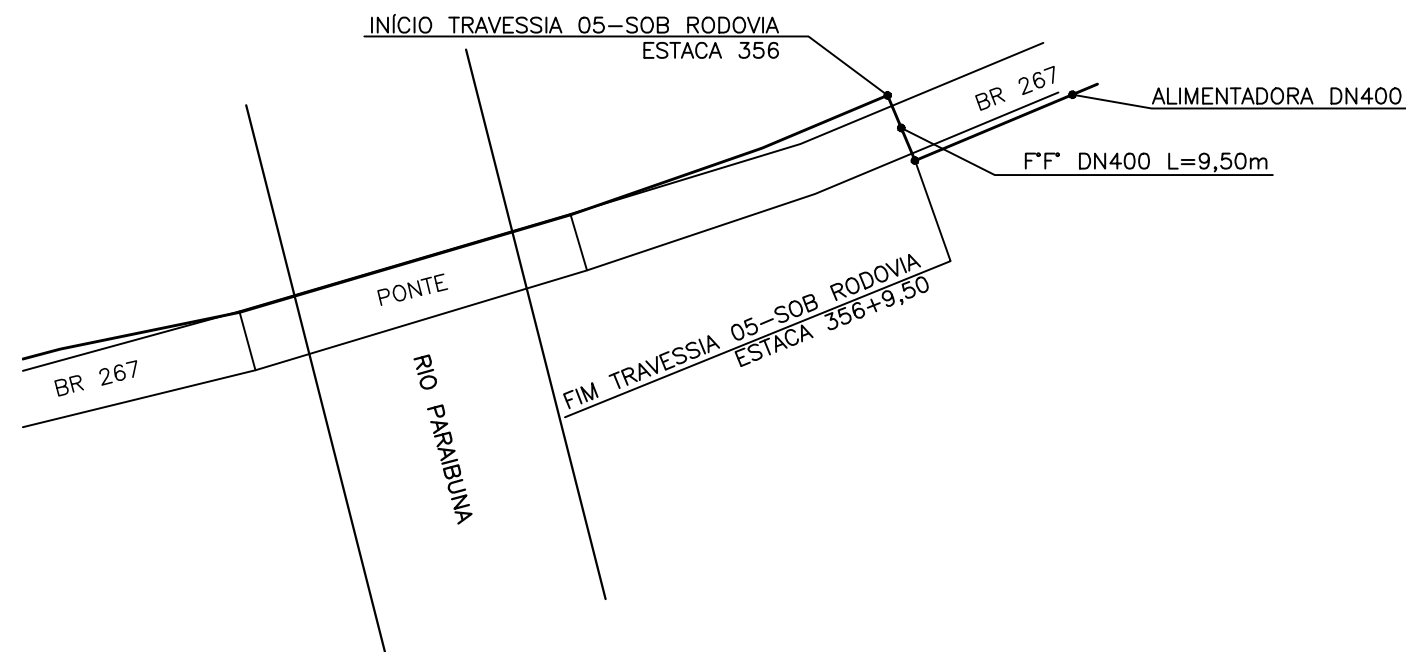 INÍCIO TRAVESSIA 05-SOB RODOVIA
ESTACA 356
BR 267
ALIMENTADORA DN400
F°F° DN400 L=9,50m
PONTE
FIM TRAVESSIA 05-SOB RODOVIA
ESTACA 356+9,50
BR 267
RIO PARAIBUNA